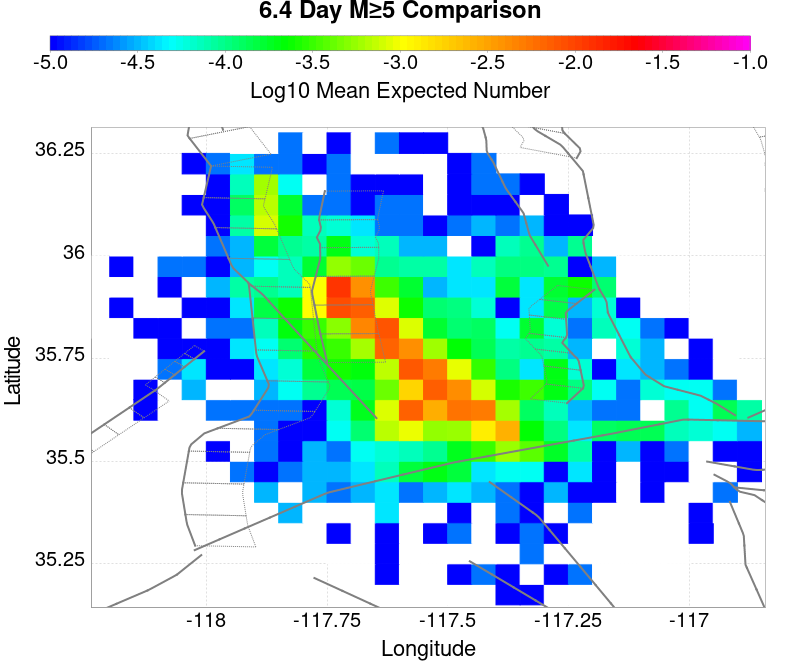 6.4 Day M≥5 Comparison
-5.0 -4.5 -4.0 -3.5 -3.0 -2.5 -2.0 -1.5 -1.0
Log10 Mean Expected Number
36.25
36
35.75
35.5
35.25
Latitude
-118 -117.75 -117.5 -117.25 -117
Longitude